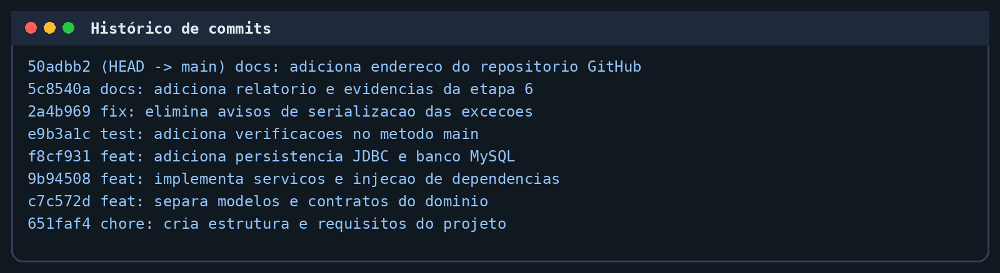 Histórico de commits
50adbb2 (HEAD -> main) docs: adiciona endereco do repositorio GitHub
5c8540a docs: adiciona relatorio e evidencias da etapa 6
2a4b969 fix: elimina avisos de serializacao das excecoes
e9b3a1c test: adiciona verificacoes no metodo main
f8cf931 feat: adiciona persistencia JDBC e banco MySQL
9b94508 feat: implementa servicos e injecao de dependencias
c7c572d feat: separa modelos e contratos do dominio
651faf4 chore: cria estrutura e requisitos do projeto